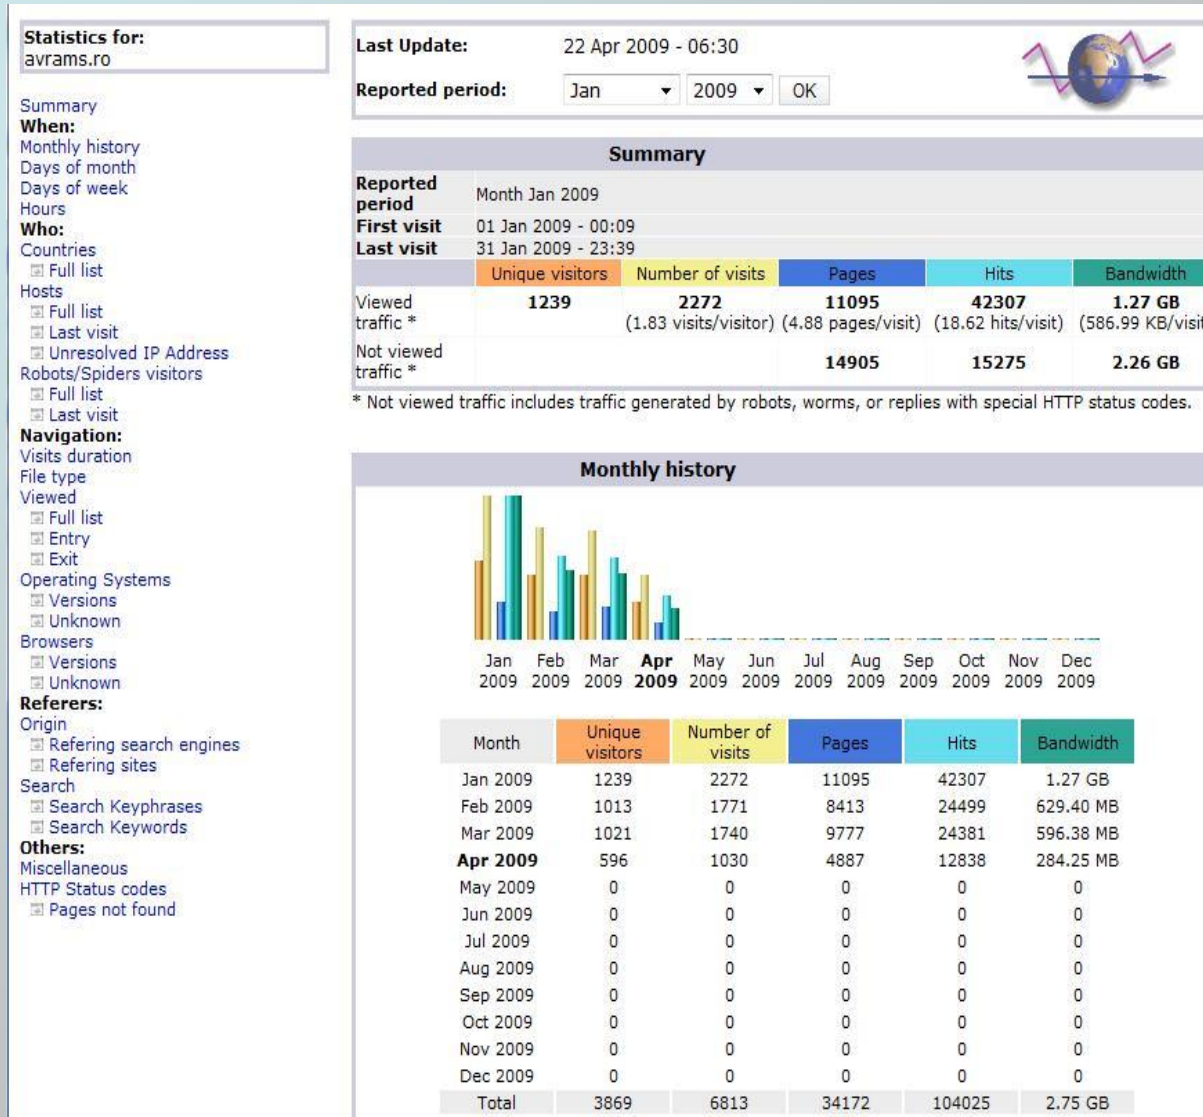 Statistics for:
avrams.ro
Summary
When:
Monthly history
Days of month
Days of week
Hours
Who:
Countries
Full list
Hosts
Full list
Last visit
Unresolved IP Address
Robots/Spiders visitors
Full list
Last visit
Navigation:
Visits duration
File type
Viewed
Full list
Entry
Exit
Operating Systems
Versions
Unknown
Browsers
Versions
Unknown
Referers:
Origin
Refering search engines
Refering sites
Search
Search Keyphrases
Search Keywords
Others:
Miscellaneous
HTTP Status codes
Pages not found
Last Update: 22 Apr 2009 - 06:30
Reported period: Jan 2009 OK
Summary
Reported period Month Jan 2009
First visit 01 Jan 2009 - 00:09
Last visit 31 Jan 2009 - 23:39
Unique visitors Number of visits Pages Hits Bandwidth
Viewed traffic * 1239 2272 11095 42307 1.27 GB
(1.83 visits/visitor) (4.88 pages/visit) (18.62 hits/visit) (586.99 KB/visit
Not viewed traffic * 14905 15275 2.26 GB
* Not viewed traffic includes traffic generated by robots, worms, or replies with special HTTP status codes.
Monthly history
Jan Feb Mar Apr May Jun Jul Aug Sep Oct Nov Dec
2009 2009 2009 2009 2009 2009 2009 2009 2009 2009 2009 2009
Month Unique visitors Number of visits Pages Hits Bandwidth
Jan 2009 1239 2272 11095 42307 1.27 GB
Feb 2009 1013 1771 8413 24499 629.40 MB
Mar 2009 1021 1740 9777 24381 596.38 MB
Apr 2009 596 1030 4887 12838 284.25 MB
May 2009 0 0 0 0 0
Jun 2009 0 0 0 0 0
Jul 2009 0 0 0 0 0
Aug 2009 0 0 0 0 0
Sep 2009 0 0 0 0 0
Oct 2009 0 0 0 0 0
Nov 2009 0 0 0 0 0
Dec 2009 0 0 0 0 0
Total 3869 6813 34172 104025 2.75 GB